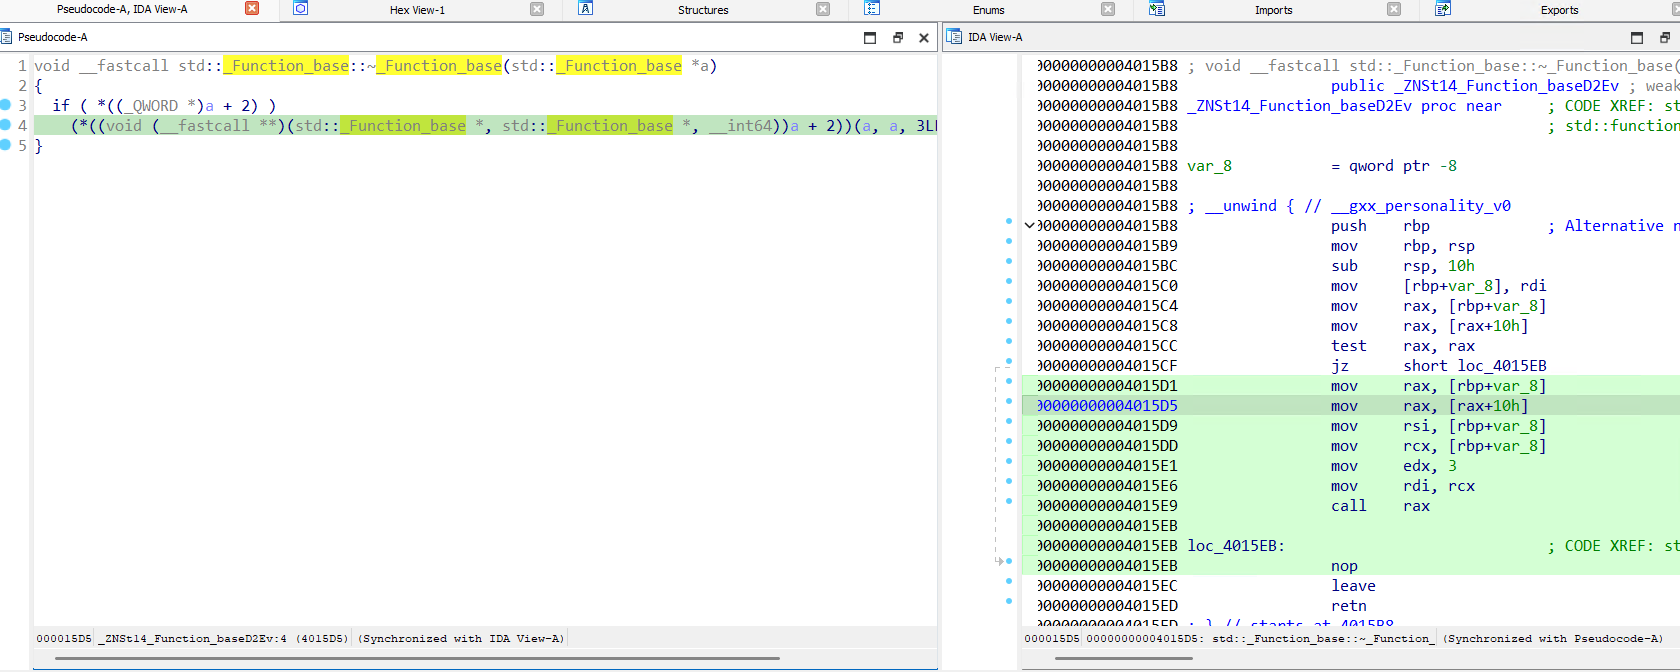 Pseudocode-A, IDA View-A
Hex View-1
Structures
Enums
Imports
Exports
Pseudocode-A
1 void __fastcall std::_Function_base::~_Function_base(std::_Function_base *a)
2 {
3 if ( *((_QWORD *)a + 2) )
4 (*((void (__fastcall **)(std::_Function_base *, std::_Function_base *, __int64))a + 2))(a, a, 3LL
5 }
000015D5 _ZNSt14_Function_baseD2Ev:4 (4015D5) (Synchronized with IDA View-A)
IDA View-A
00000000004015B8 ; void __fastcall std::_Function_base::~_Function_base(
00000000004015B8 public _ZNSt14_Function_baseD2Ev ; weak
00000000004015B8 _ZNSt14_Function_baseD2Ev proc near ; CODE XREF: st
00000000004015B8 ; std::function
00000000004015B8
00000000004015B8 var_8 = qword ptr -8
00000000004015B8
00000000004015B8 ; __unwind { // __gxx_personality_v0
00000000004015B8 push rbp ; Alternative n
00000000004015B9 mov rbp, rsp
00000000004015BC sub rsp, 10h
00000000004015C0 mov [rbp+var_8], rdi
00000000004015C4 mov rax, [rbp+var_8]
00000000004015C8 mov rax, [rax+10h]
00000000004015CC test rax, rax
00000000004015CF jz short loc_4015EB
00000000004015D1 mov rax, [rbp+var_8]
00000000004015D5 mov rax, [rax+10h]
00000000004015D9 mov rsi, [rbp+var_8]
00000000004015DD mov rcx, [rbp+var_8]
00000000004015E1 mov edx, 3
00000000004015E6 mov rdi, rcx
00000000004015E9 call rax
00000000004015EB
00000000004015EB loc_4015EB: ; CODE XREF: st
00000000004015EB nop
00000000004015EC leave
00000000004015ED retn
00000000004015ED ; } // starts at 4015B8
000015D5 00000000004015D5: std::_Function_base::~_Function_ (Synchronized with Pseudocode-A)